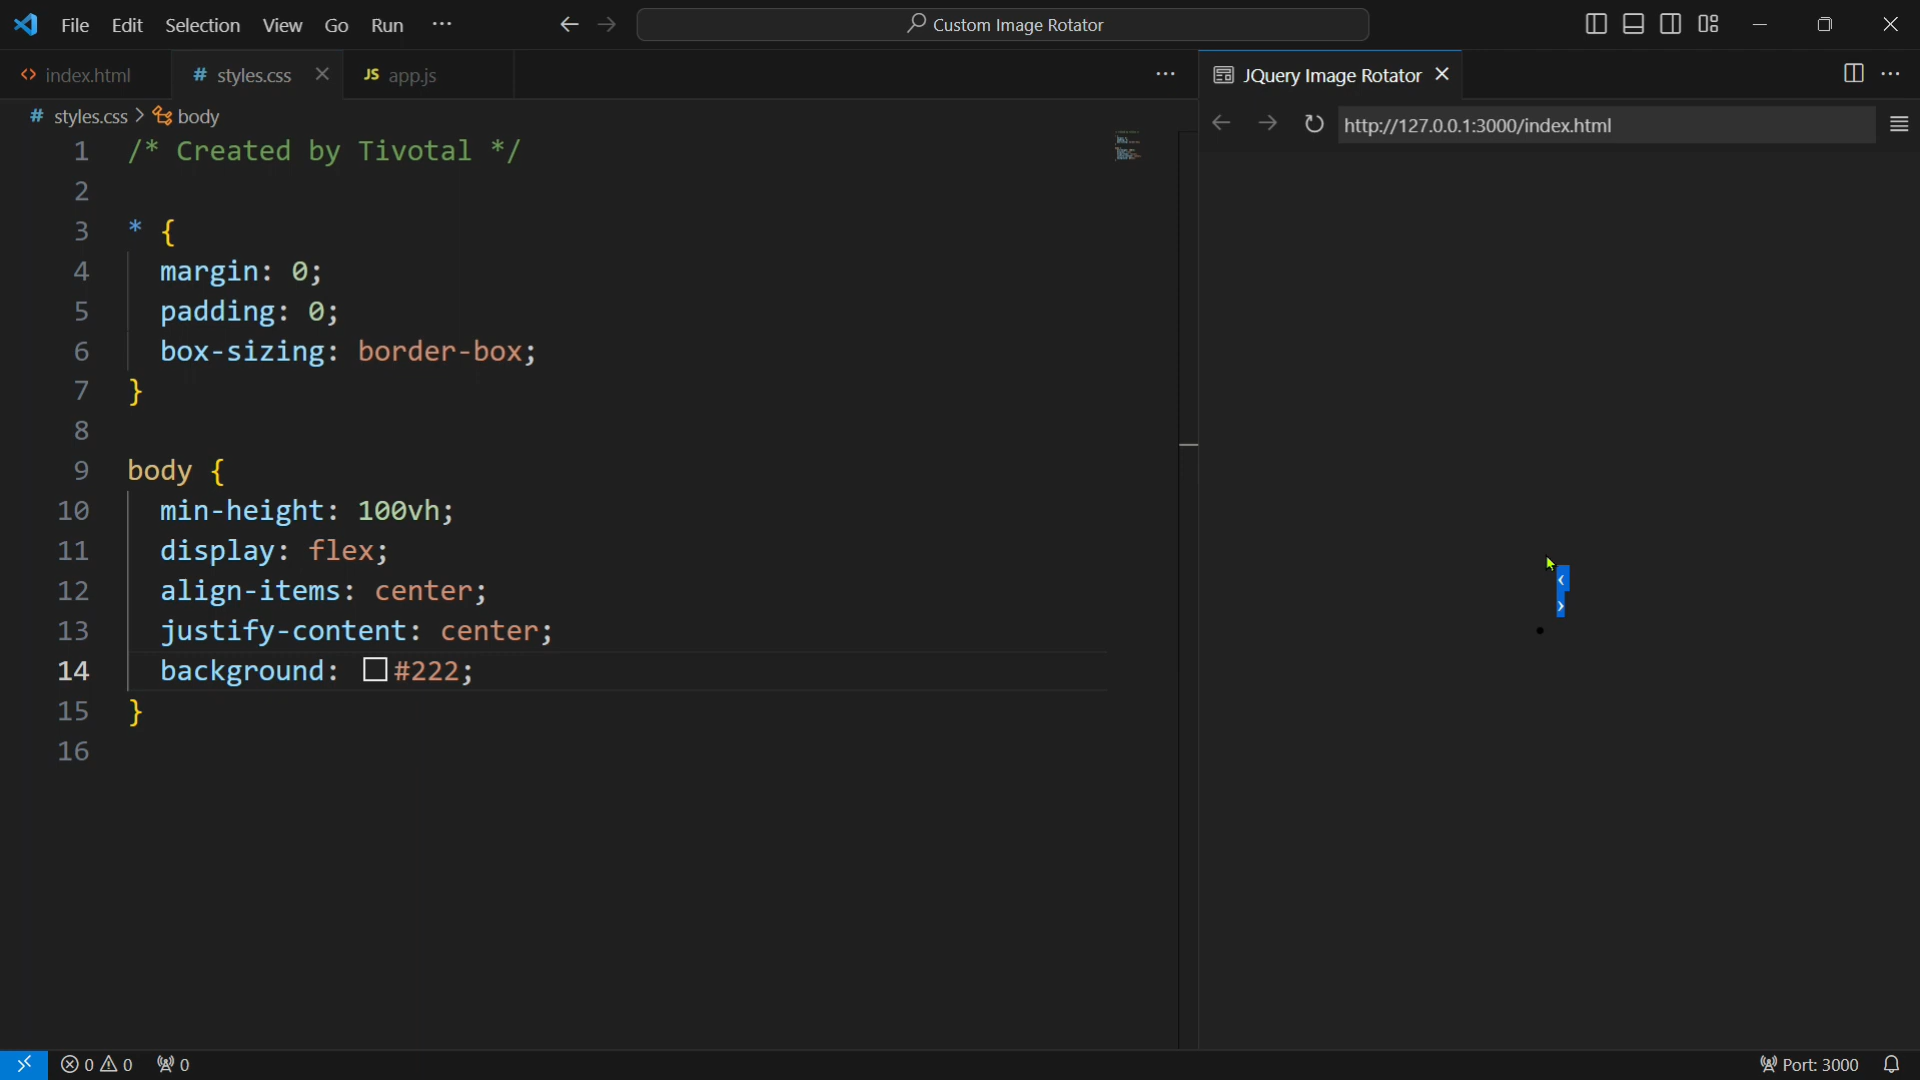 File Edit Selection View Go Run ··· Custom Image Rotator
index.html # styles.css JS app.js ··· JQuery Image Rotator ···
# styles.css > body http://127.0.0.1:3000/index.html
1 /* Created by Tivotal */
2
3 * {
4 margin: 0;
5 padding: 0;
6 box-sizing: border-box;
7 }
8
9 body {
10 min-height: 100vh;
11 display: flex;
12 align-items: center;
13 justify-content: center;
14 background: #222;
15 }
16
‹
›
0 0 0 Port: 3000